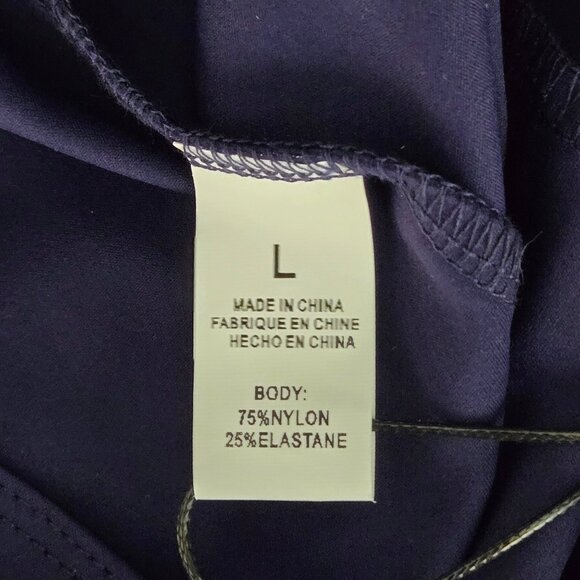 L
MADE IN CHINA
FABRIQUE EN CHINE
HECHO EN CHINA
BODY:
75%NYLON
25%ELASTANE